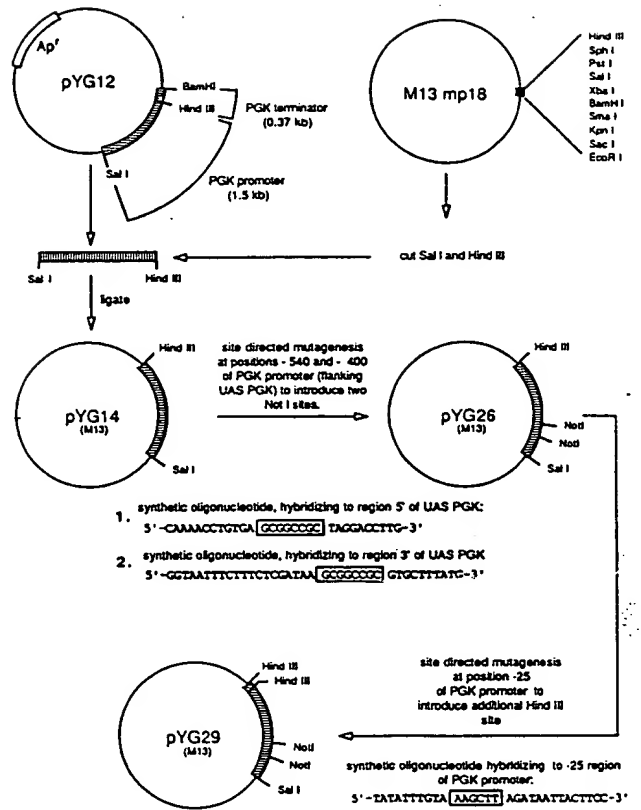 Ap^r
pYG12
BamHI
Hind III
PGK terminator
(0.37 kb)
Sal I
PGK promoter
(1.5 kb)
M13 mp18
Hind III
Sph I
Pst I
Sal I
Xba I
BamH I
Sma I
Kpn I
Sac I
EcoR I
Sal I
Hind III
cut Sal I and Hind III
ligate
Hind III
pYG14
(M13)
Sal I
site directed mutagenesis
at positions - 540 and - 400
of PGK promoter (flanking
UAS PGK) to introduce two
Not I sites.
Hind III
pYG26
(M13)
NotI
NotI
Sal I
synthetic oligonucleotide, hybridizing to region 5' of UAS PGK:
1. 5'-CAAAACCTGTGA GCGGCCGC TAGGACCTTG-3'
synthetic oligonucleotide, hybridizing to region 3' of UAS PGK
2. 5'-GGTAATTTCTTTCTCGATAA GCGGCCGC GTGCTTTATG-3'
Hind III
Hind III
pYG29
(M13)
NotI
NotI
Sal I
site directed mutagenesis
at position -25
of PGK promoter to
introduce additional Hind III
site
synthetic oligonucleotide hybridizing to -25 region
of PGK promoter:
5'-TATATTTGTA AAGCTT AGATAATTACTTCC-3'